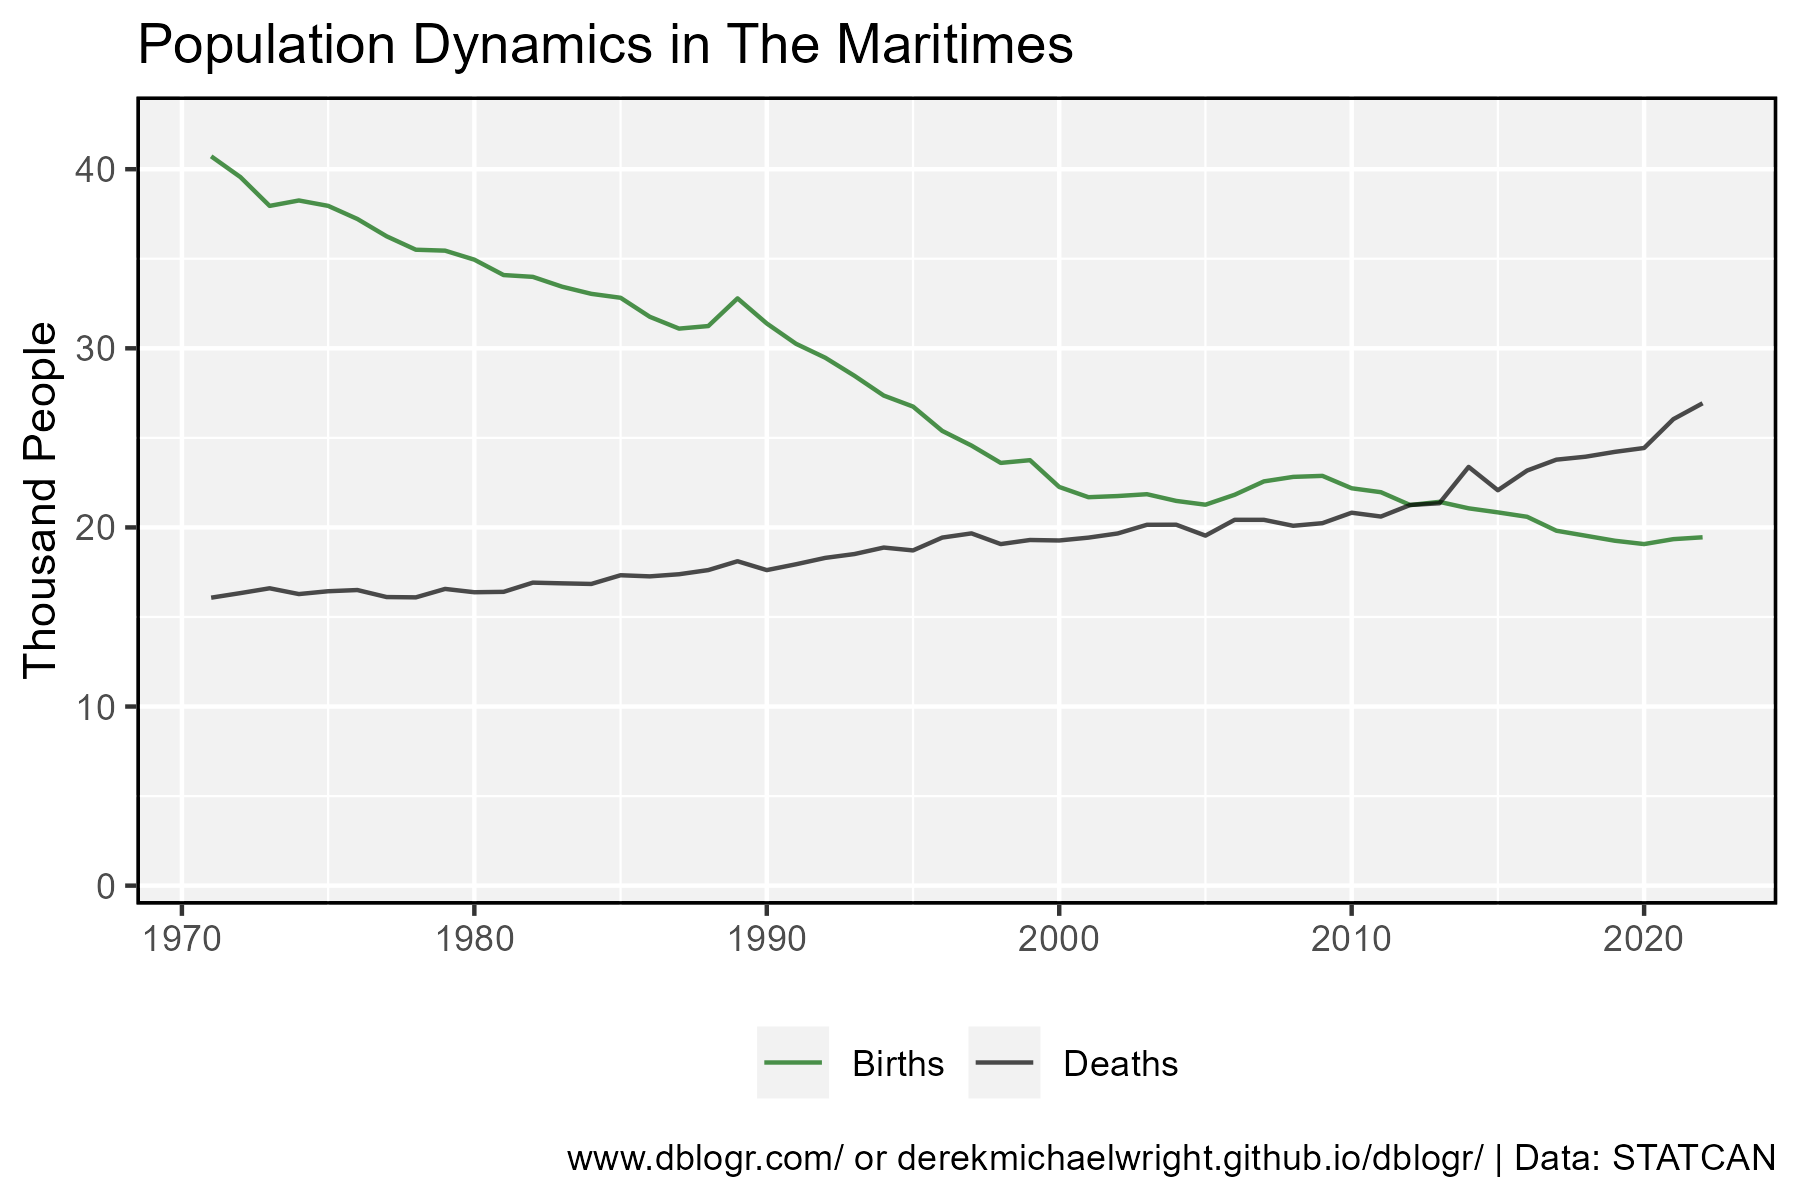 Population Dynamics in The Maritimes
Thousand People
40
30
20
10
0
1970 1980 1990 2000 2010 2020
Births Deaths
www.dblogr.com/ or derekmichaelwright.github.io/dblogr/ | Data: STATCAN